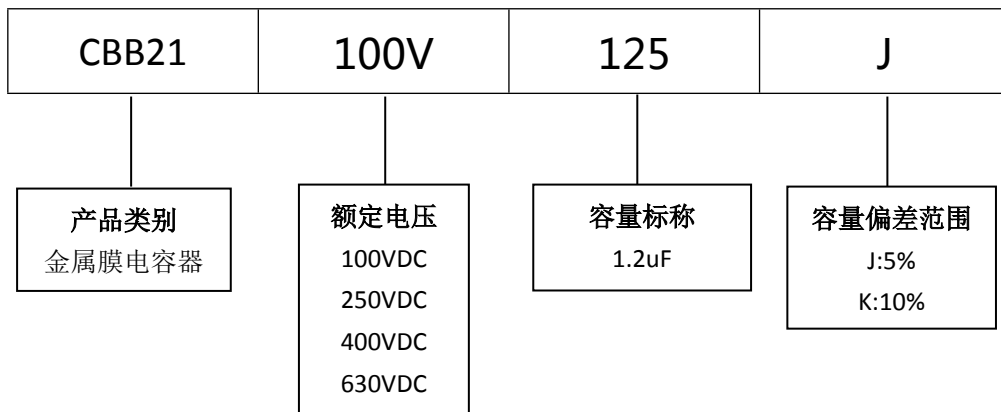 CBB21 100V 125 J
产品类别
金属膜电容器
额定电压
100VDC
250VDC
400VDC
630VDC
容量标称
1.2uF
容量偏差范围
J:5%
K:10%